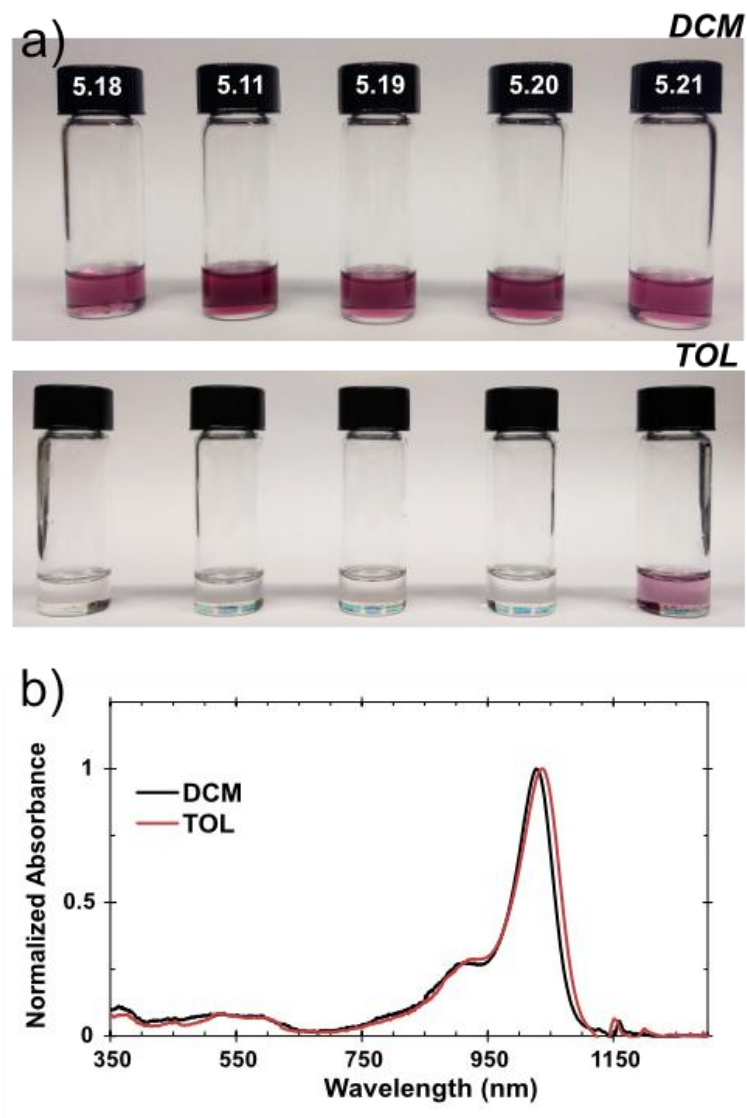 a)
DCM
5.18 5.11 5.19 5.20 5.21
TOL
b)
Normalized Absorbance
1
0.5
0
DCM
TOL
350 550 750 950 1150
Wavelength (nm)